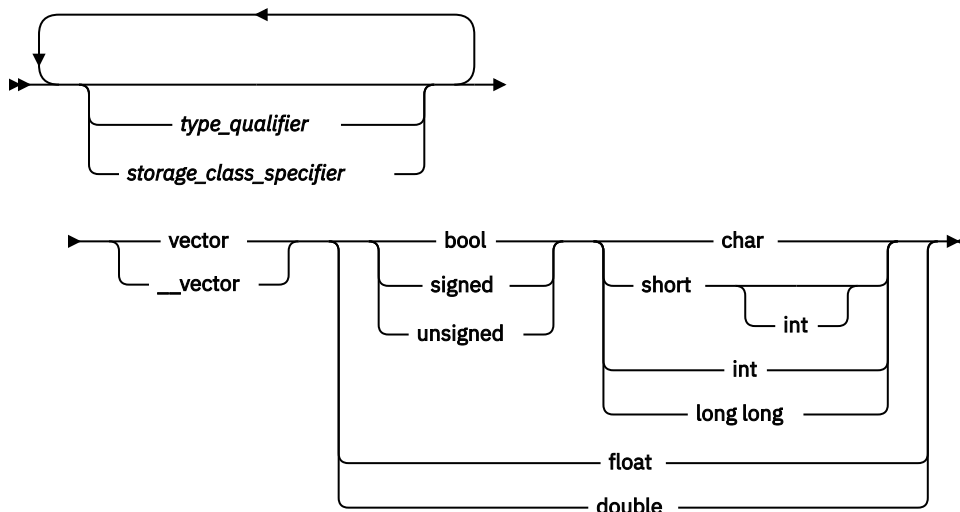 type_qualifier
storage_class_specifier
vector bool char
__vector signed short
unsigned int
int
long long
float
double